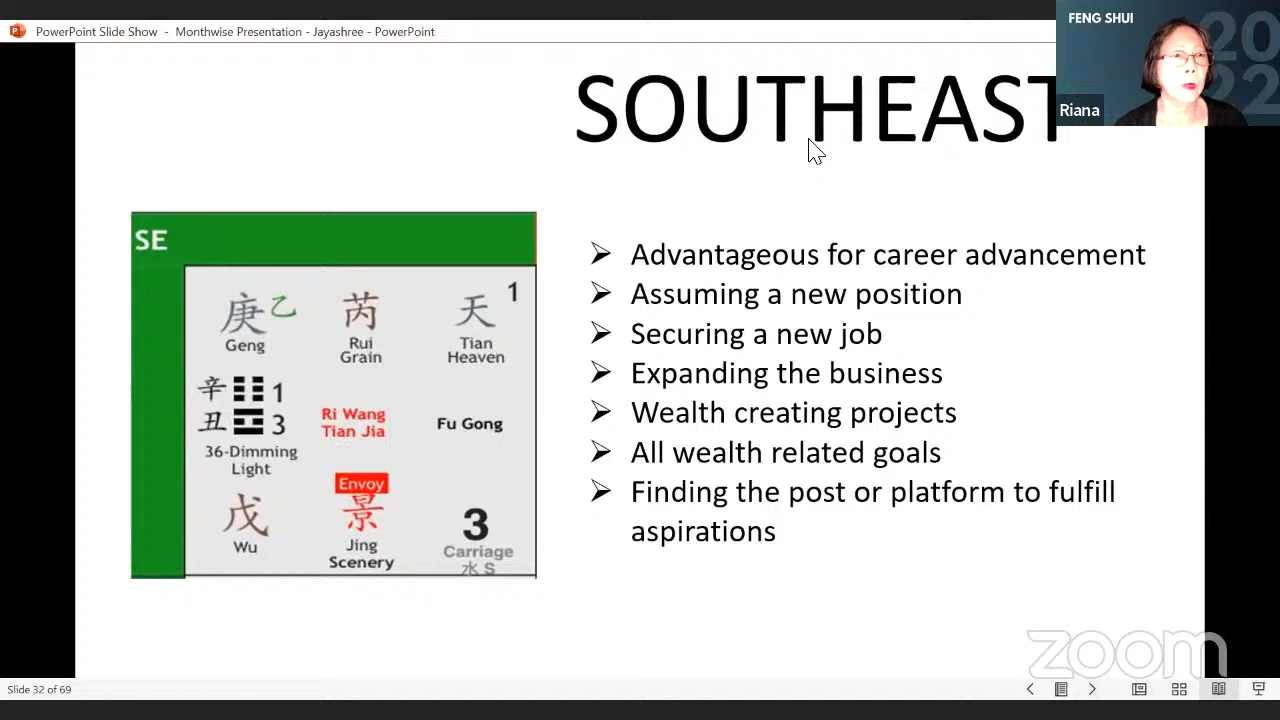 PowerPoint Slide Show - Monthwise Presentation - Jayashree - PowerPoint
FENG SHUI
2022
Riana
SOUTHEAST
SE
庚乙 芮 天 1
Geng Rui Tian
Grain Heaven
辛 1
丑 3
Ri Wang
Tian Jia
Fu Gong
36-Dimming
Light
Envoy
戊 景 3
Wu Jing Carriage
Scenery 水 S
➢ Advantageous for career advancement
➢ Assuming a new position
➢ Securing a new job
➢ Expanding the business
➢ Wealth creating projects
➢ All wealth related goals
➢ Finding the post or platform to fulfill
aspirations
zoom
Slide 32 of 69